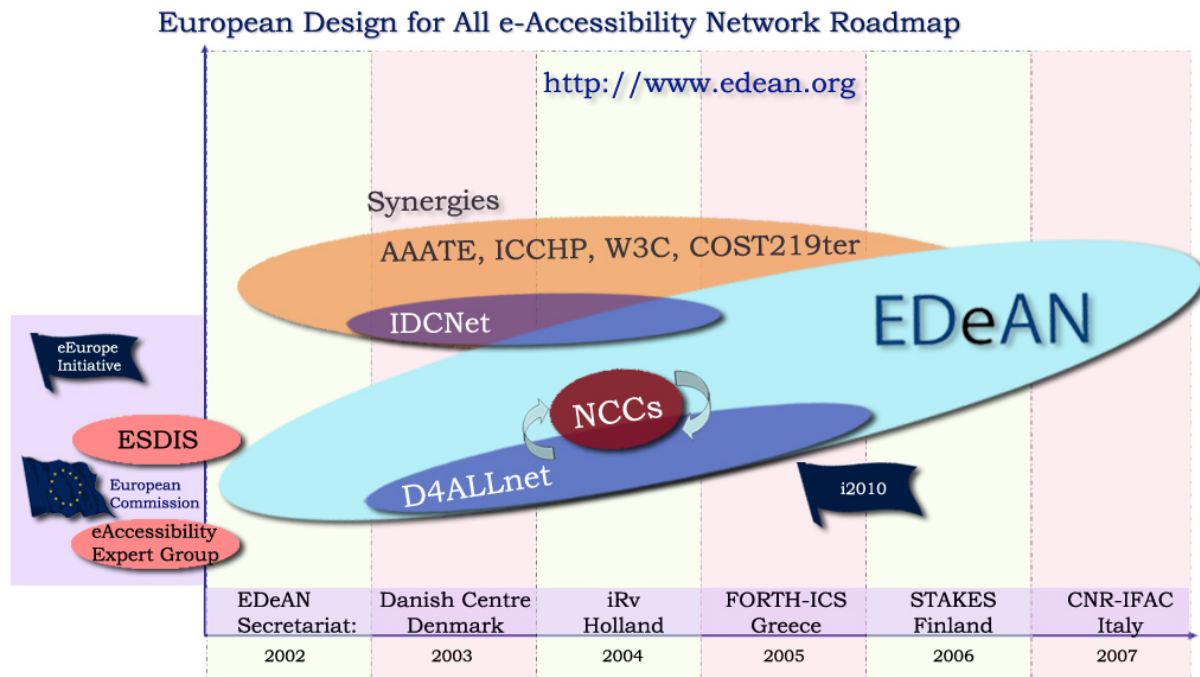 European Design for All e-Accessibility Network Roadmap
http://www.edean.org
Synergies
AAATE, ICCHP, W3C, COST219ter
IDCNet
EDeAN
eEurope
Initiative
NCCs
ESDIS
D4ALLnet
European
Commission
i2010
eAccessibility
Expert Group
EDeAN
Secretariat:
Danish Centre
Denmark
iRv
Holland
FORTH-ICS
Greece
STAKES
Finland
CNR-IFAC
Italy
2002
2003
2004
2005
2006
2007